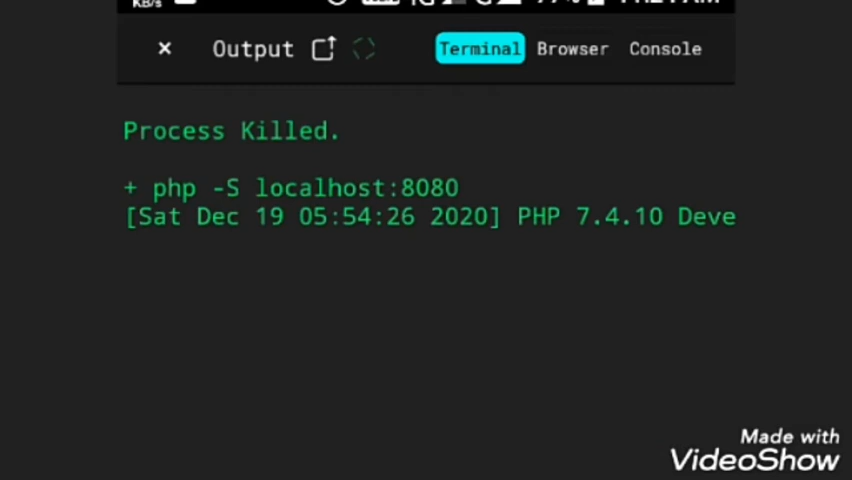 KB/s
× Output Terminal Browser Console
Process Killed.
+ php -S localhost:8080
[Sat Dec 19 05:54:26 2020] PHP 7.4.10 Deve
Made with
VideoShow